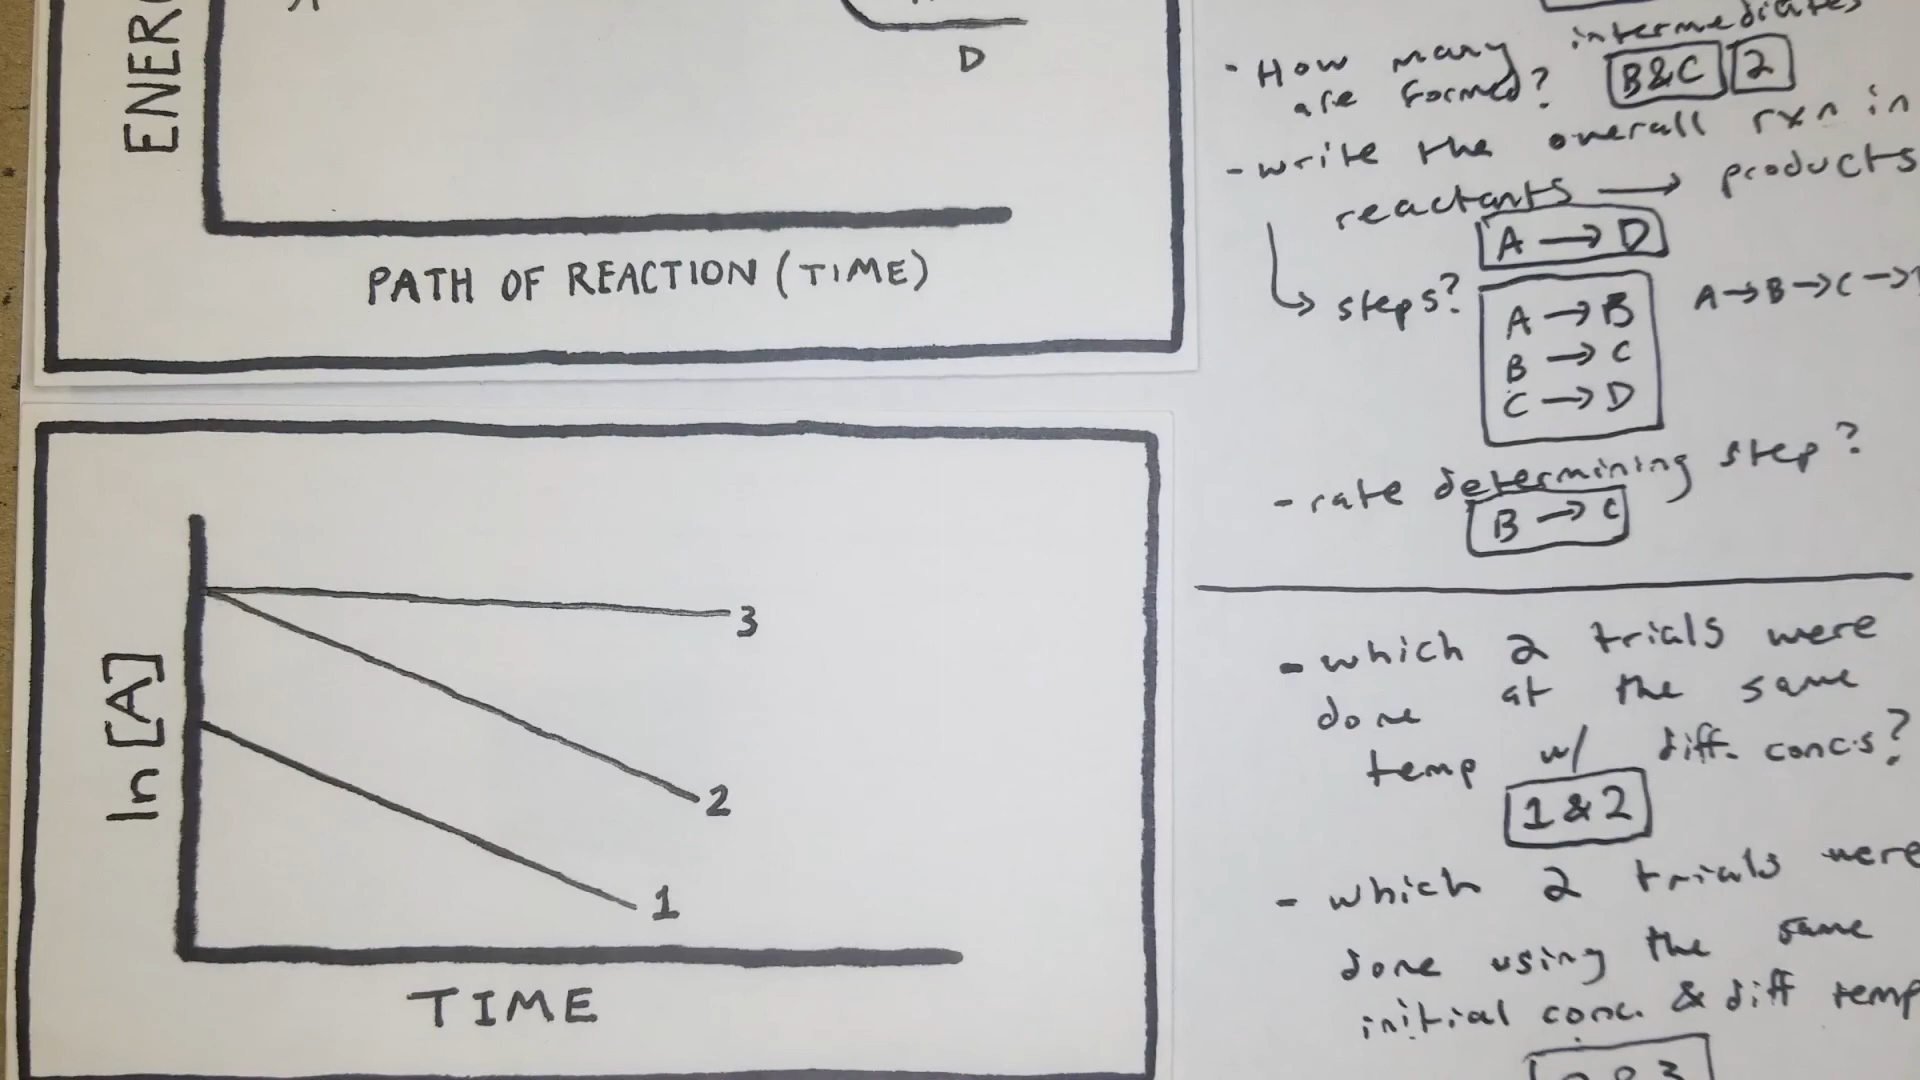 ENER
D
PATH OF REACTION (TIME)
ln[A]
3
2
1
TIME
- How many intermediates
are formed? B&C 2
- write the overall rxn in
reactants → products
A → D
steps? A → B A→B→C→
B → C
C → D
- rate determining step?
B → C
- which 2 trials were
done at the same
temp w/ diff. concs?
1 & 2
- which 2 trials were
done using the same
initial conc. & diff temp